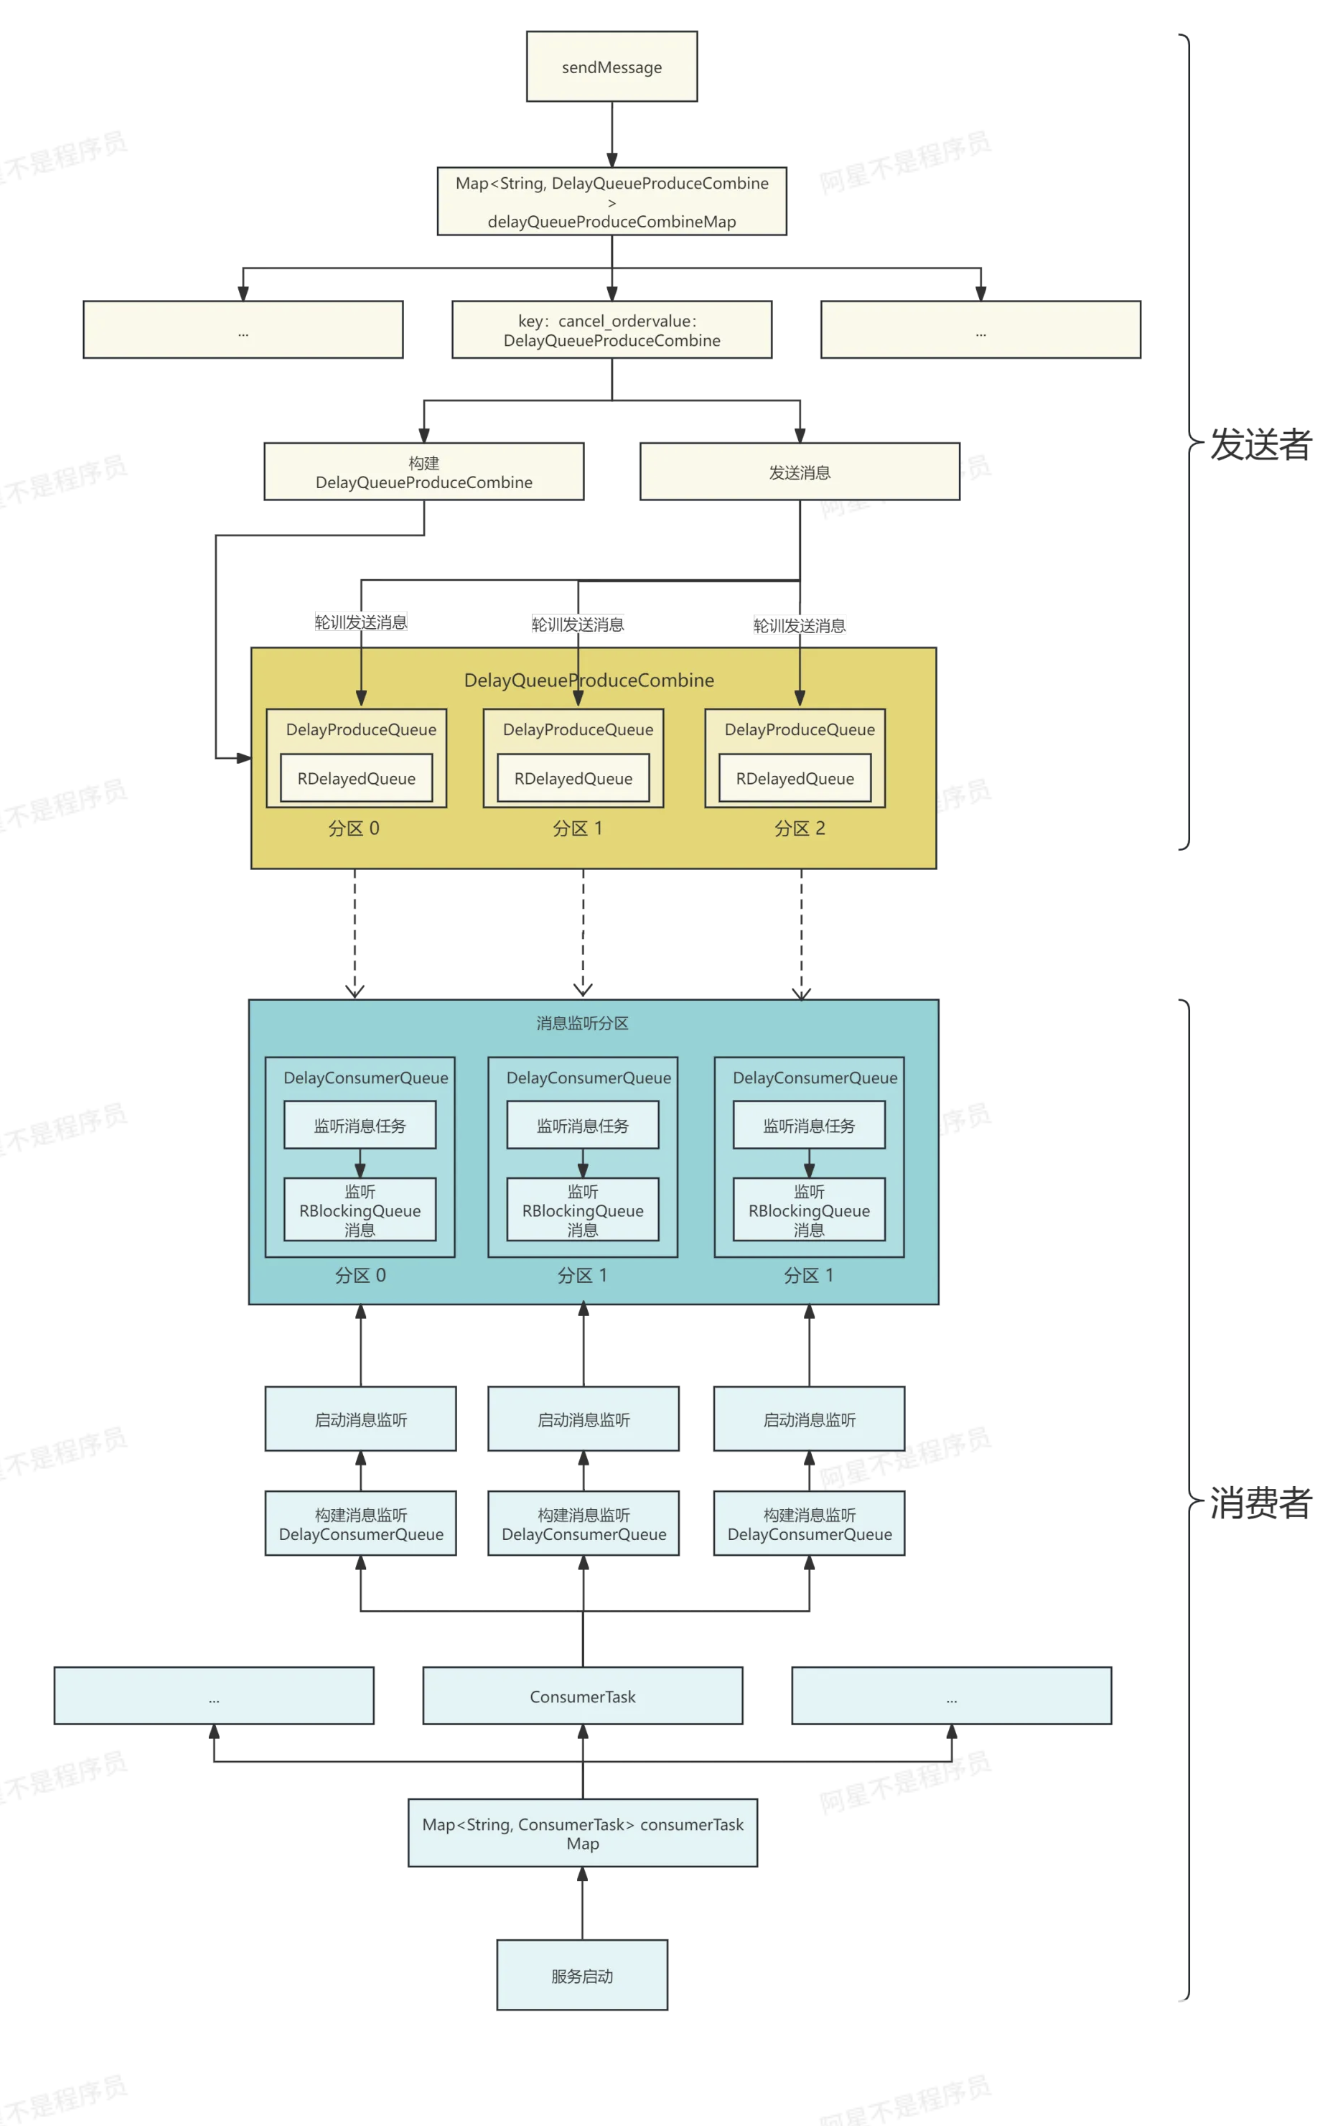 sendMessage
Map<String, DelayQueueProduceCombine
>
delayQueueProduceCombineMap
...
key：cancel_ordervalue：
DelayQueueProduceCombine
...
构建
DelayQueueProduceCombine
发送消息
发送者
轮训发送消息
轮训发送消息
轮训发送消息
DelayQueueProduceCombine
DelayProduceQueue
DelayProduceQueue
DelayProduceQueue
RDelayedQueue
RDelayedQueue
RDelayedQueue
分区 0
分区 1
分区 2
消息监听分区
DelayConsumerQueue
DelayConsumerQueue
DelayConsumerQueue
监听消息任务
监听消息任务
监听消息任务
监听
RBlockingQueue
消息
监听
RBlockingQueue
消息
监听
RBlockingQueue
消息
分区 0
分区 1
分区 1
启动消息监听
启动消息监听
启动消息监听
构建消息监听
DelayConsumerQueue
构建消息监听
DelayConsumerQueue
构建消息监听
DelayConsumerQueue
消费者
...
ConsumerTask
...
Map<String, ConsumerTask> consumerTask
Map
服务启动
阿星不是程序员